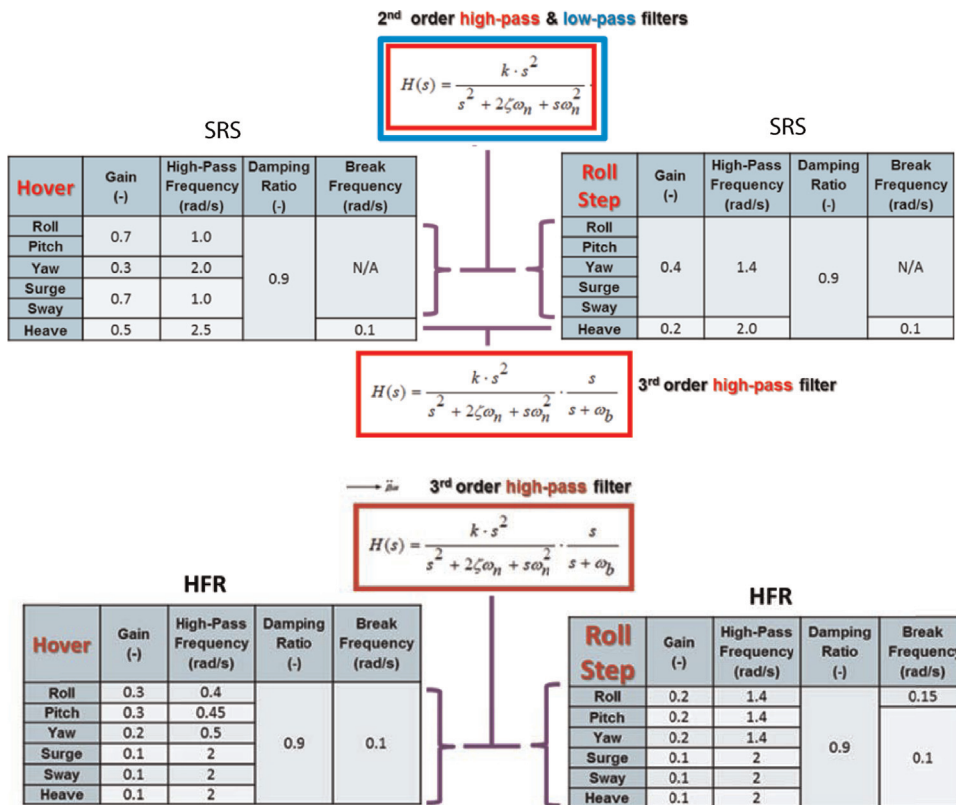 2nd order high-pass & low-pass filters
H(s) = k · s^2 / (s^2 + 2ζω_n + sω_n^2) ·
SRS
Hover | Gain (-) | High-Pass Frequency (rad/s) | Damping Ratio (-) | Break Frequency (rad/s)
Roll | 0.7 | 1.0 | 0.9 | N/A
Pitch
Yaw | 0.3 | 2.0
Surge | 0.7 | 1.0
Sway
Heave | 0.5 | 2.5 | 0.1
SRS
Roll Step | Gain (-) | High-Pass Frequency (rad/s) | Damping Ratio (-) | Break Frequency (rad/s)
Roll | 0.4 | 1.4 | 0.9 | N/A
Pitch
Yaw
Surge
Sway
Heave | 0.2 | 2.0 | 0.1
H(s) = k · s^2 / (s^2 + 2ζω_n + sω_n^2) · s / (s + ω_b)
3rd order high-pass filter
3rd order high-pass filter
H(s) = k · s^2 / (s^2 + 2ζω_n + sω_n^2) · s / (s + ω_b)
HFR
Hover | Gain (-) | High-Pass Frequency (rad/s) | Damping Ratio (-) | Break Frequency (rad/s)
Roll | 0.3 | 0.4 | 0.9 | 0.1
Pitch | 0.3 | 0.45
Yaw | 0.2 | 0.5
Surge | 0.1 | 2
Sway | 0.1 | 2
Heave | 0.1 | 2
HFR
Roll Step | Gain (-) | High-Pass Frequency (rad/s) | Damping Ratio (-) | Break Frequency (rad/s)
Roll | 0.2 | 1.4 | 0.9 | 0.15
Pitch | 0.2 | 1.4 | 0.1
Yaw | 0.2 | 1.4
Surge | 0.1 | 2
Sway | 0.1 | 2
Heave | 0.1 | 2